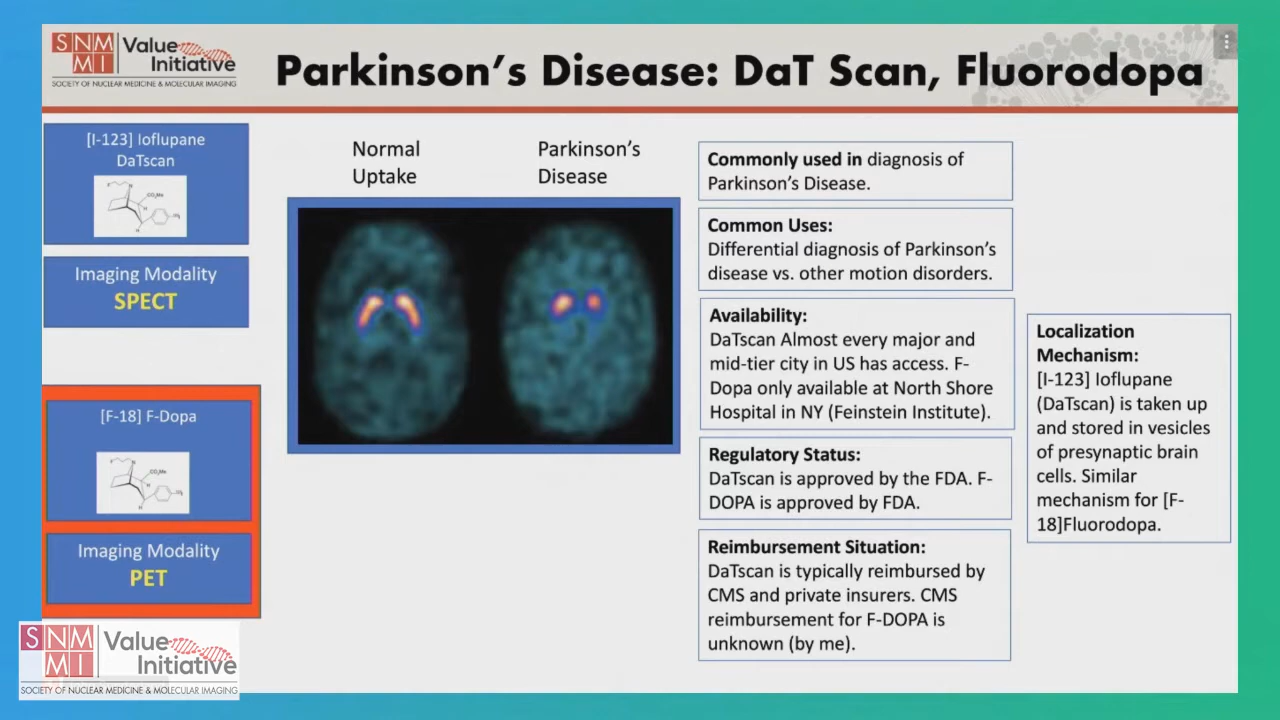 SNM
MI
Value
Initiative
SOCIETY OF NUCLEAR MEDICINE & MOLECULAR IMAGING
Parkinson's Disease: DaT Scan, Fluorodopa
[I-123] Ioflupane
DaTscan
Imaging Modality
SPECT
[F-18] F-Dopa
Imaging Modality
PET
Normal
Uptake
Parkinson's
Disease
Commonly used in diagnosis of
Parkinson's Disease.
Common Uses:
Differential diagnosis of Parkinson's
disease vs. other motion disorders.
Availability:
DaTscan Almost every major and
mid-tier city in US has access. F-
Dopa only available at North Shore
Hospital in NY (Feinstein Institute).
Regulatory Status:
DaTscan is approved by the FDA. F-
DOPA is approved by FDA.
Reimbursement Situation:
DaTscan is typically reimbursed by
CMS and private insurers. CMS
reimbursement for F-DOPA is
unknown (by me).
Localization
Mechanism:
[I-123] Ioflupane
(DaTscan) is taken up
and stored in vesicles
of presynaptic brain
cells. Similar
mechanism for [F-
18]Fluorodopa.
SNM
MI
Value
Initiative
SOCIETY OF NUCLEAR MEDICINE & MOLECULAR IMAGING